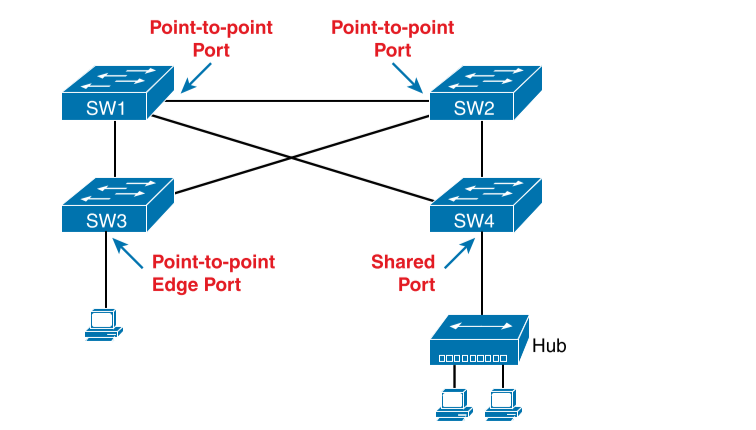 Point-to-point
Port
Point-to-point
Port
SW1
SW2
SW3
SW4
Point-to-point
Edge Port
Shared
Port
Hub